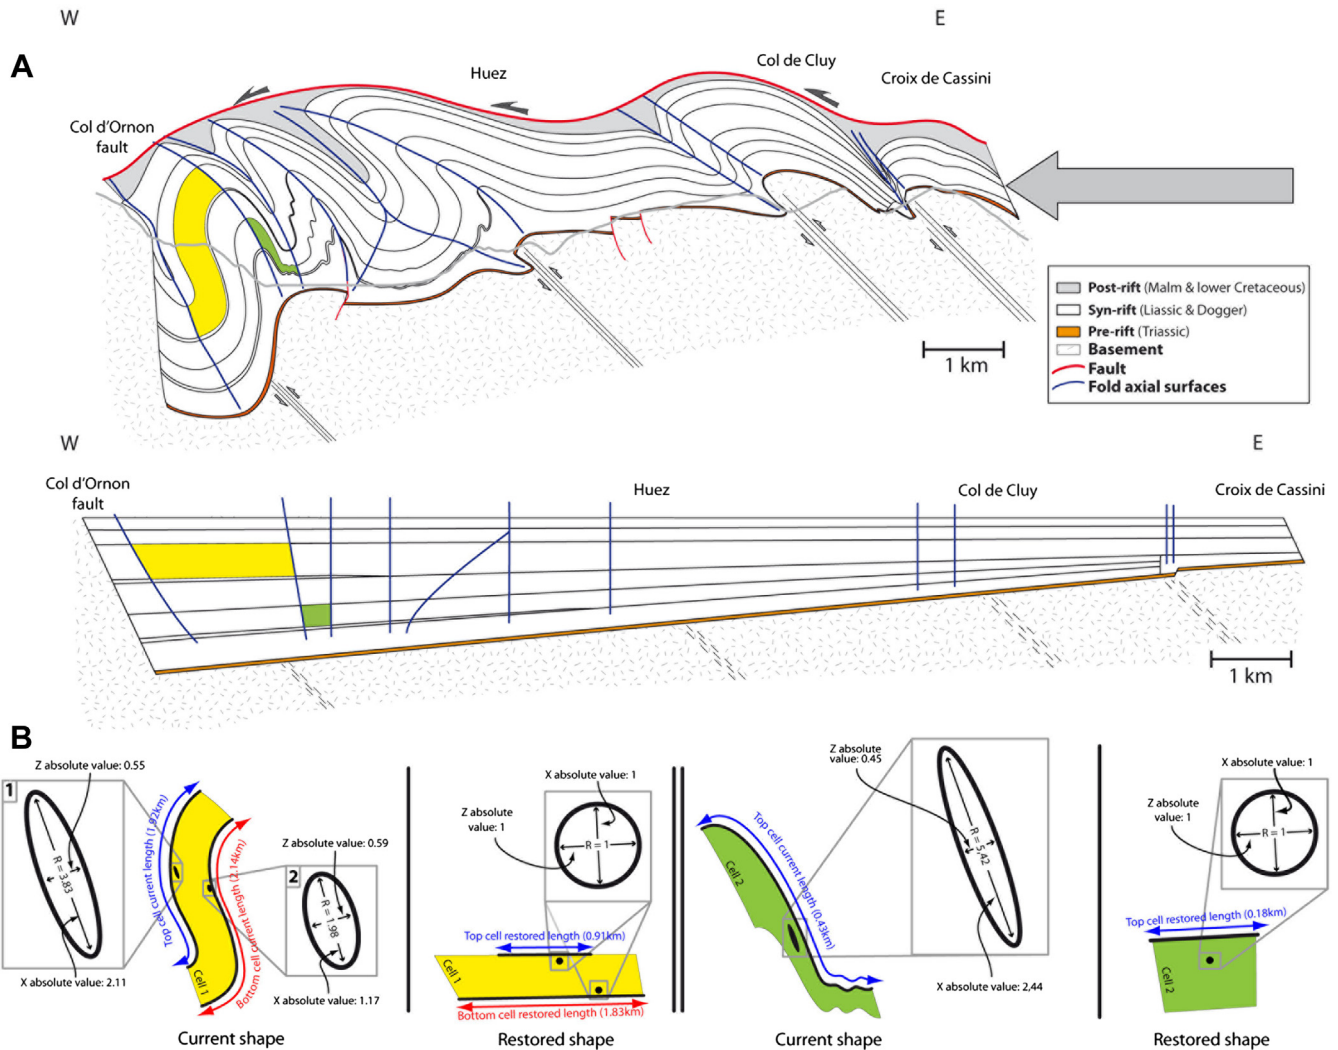 W
E
A
Col d'Ornon
fault
Huez
Col de Cluy
Croix de Cassini
Post-rift (Malm & lower Cretaceous)
Syn-rift (Liassic & Dogger)
Pre-rift (Triassic)
Basement
Fault
Fold axial surfaces
1 km
W
E
Col d'Ornon
fault
Huez
Col de Cluy
Croix de Cassini
1 km
B
1
Z absolute value: 0.55
R = 3.83
X absolute value: 2.11
Top cell current length (1.92km)
Bottom cell current length (2.14km)
Cell 1
2
Z absolute value: 0.59
R = 1.98
X absolute value: 1.17
Current shape
X absolute value: 1
Z absolute
value: 1
R = 1
Top cell restored length (0.91km)
Cell 1
Bottom cell restored length (1.83km)
Restored shape
Z absolute
value: 0.45
R = 5,42
X absolute value: 2,44
Top cell current length (0.43km)
Cell 2
Current shape
X absolute value: 1
Z absolute
value: 1
R = 1
Top cell restored length (0.18km)
Cell 2
Restored shape